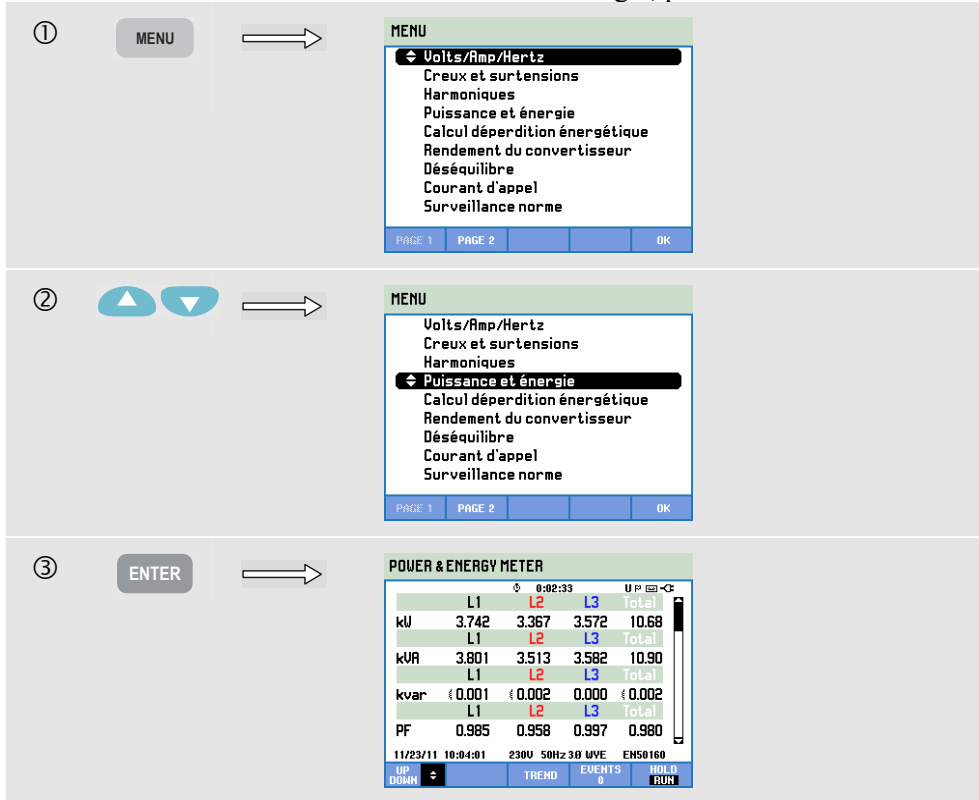 ① MENU
MENU
Volts/Amp/Hertz
Creux et surtensions
Harmoniques
Puissance et énergie
Calcul déperdition énergétique
Rendement du convertisseur
Déséquilibre
Courant d'appel
Surveillance norme
PAGE 1 PAGE 2 OK
②
MENU
Volts/Amp/Hertz
Creux et surtensions
Harmoniques
Puissance et énergie
Calcul déperdition énergétique
Rendement du convertisseur
Déséquilibre
Courant d'appel
Surveillance norme
PAGE 1 PAGE 2 OK
③ ENTER
POWER & ENERGY METER
0:02:33 U
L1 L2 L3 Total
kW 3.742 3.367 3.572 10.68
L1 L2 L3 Total
kVA 3.801 3.513 3.582 10.90
L1 L2 L3 Total
kvar 0.001 0.002 0.000 0.002
L1 L2 L3 Total
PF 0.985 0.958 0.997 0.980
11/23/11 10:04:01 230V 50Hz 3.0 WYE EN50160
UP DOWN TREND EVENTS 0 HOLD RUN